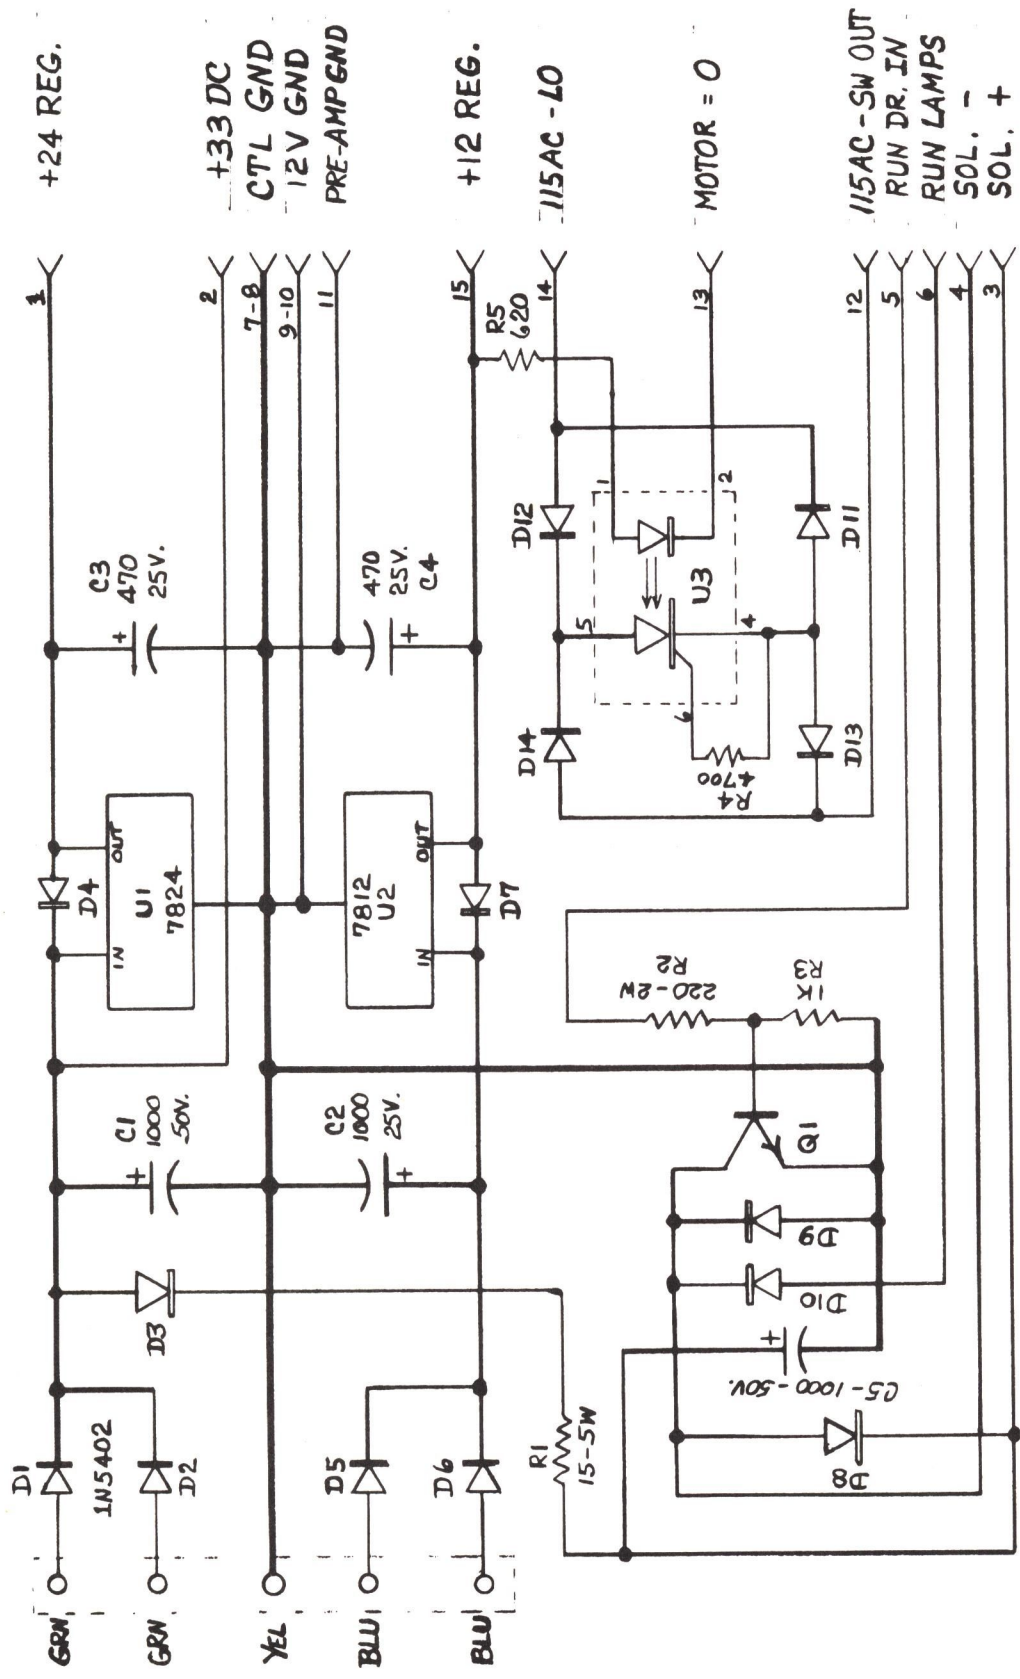 GRN
GRN
YEL
BLU
BLU
D1
1N5402
D2
D5
D6
D3
R1
15-5W
C1
1000
50V.
C2
1000
25V.
D4
IN
OUT
U1
7824
7812
U2
IN
OUT
D7
C3
470
25V.
470
25V.
C4
R5
620
1
2
7-8
9-10
11
15
14
13
12
5
6
4
3
+24 REG.
+33 DC
CTL GND
12V GND
PRE-AMP GND
+12 REG.
115AC-LO
MOTOR = 0
115AC-SW OUT
RUN DR. IN
RUN LAMPS
SOL. -
SOL. +
D12
D14
D11
D13
U3
1
2
5
4
6
R4
4700
R2
220-2W
R3
1K
Q1
D9
D10
C5-1000-50V.
D8
+
+
+
+
+